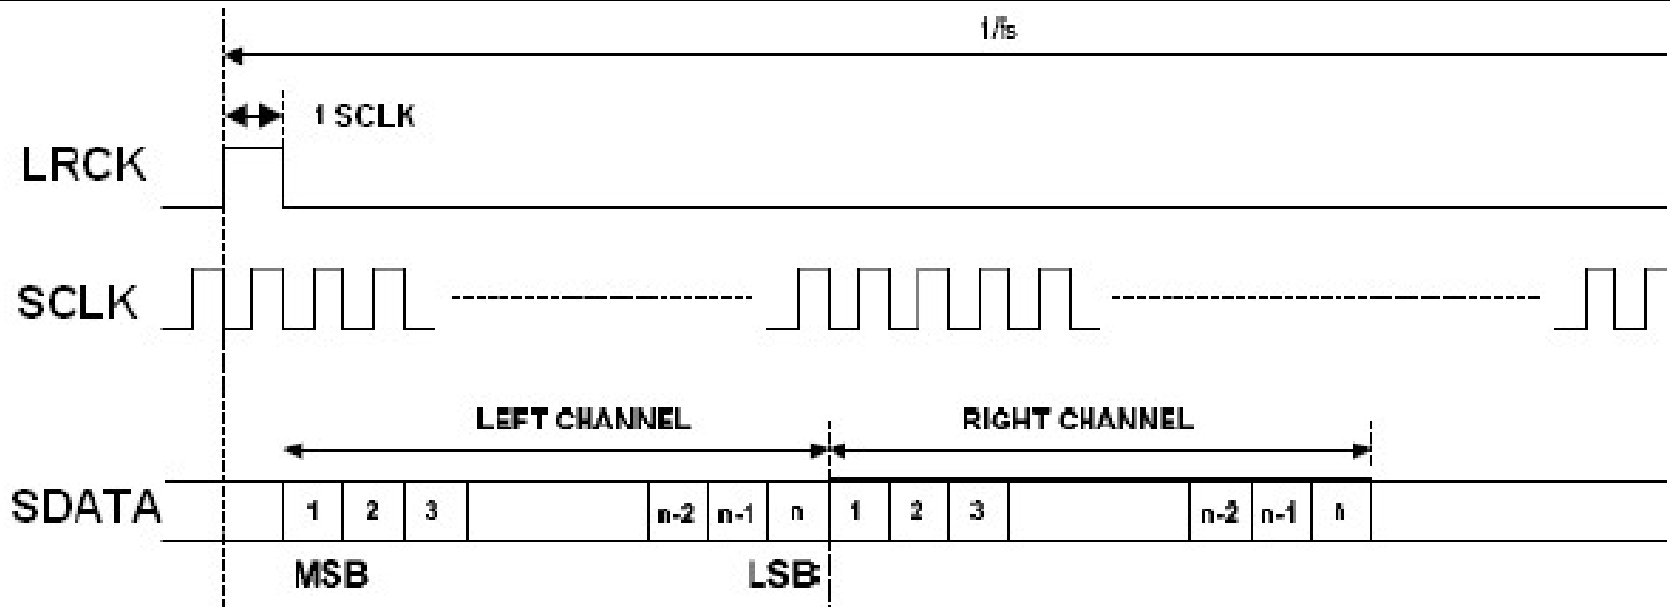 1/fs
1 SCLK
LRCK
SCLK
LEFT CHANNEL RIGHT CHANNEL
SDATA 1 2 3 n-2 n-1 n 1 2 3 n-2 n-1 n
MSB LSB